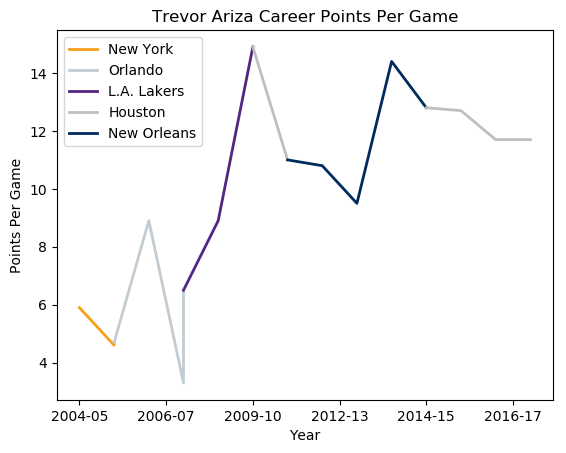 Trevor Ariza Career Points Per Game
New York
Orlando
L.A. Lakers
Houston
New Orleans
Points Per Game
14
12
10
8
6
4
2004-05
2006-07
2009-10
2012-13
2014-15
2016-17
Year